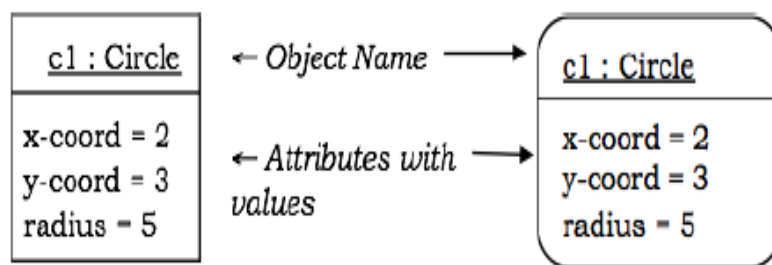 c1 : Circle
x-coord = 2
y-coord = 3
radius = 5
← Object Name
← Attributes with
values
c1 : Circle
x-coord = 2
y-coord = 3
radius = 5